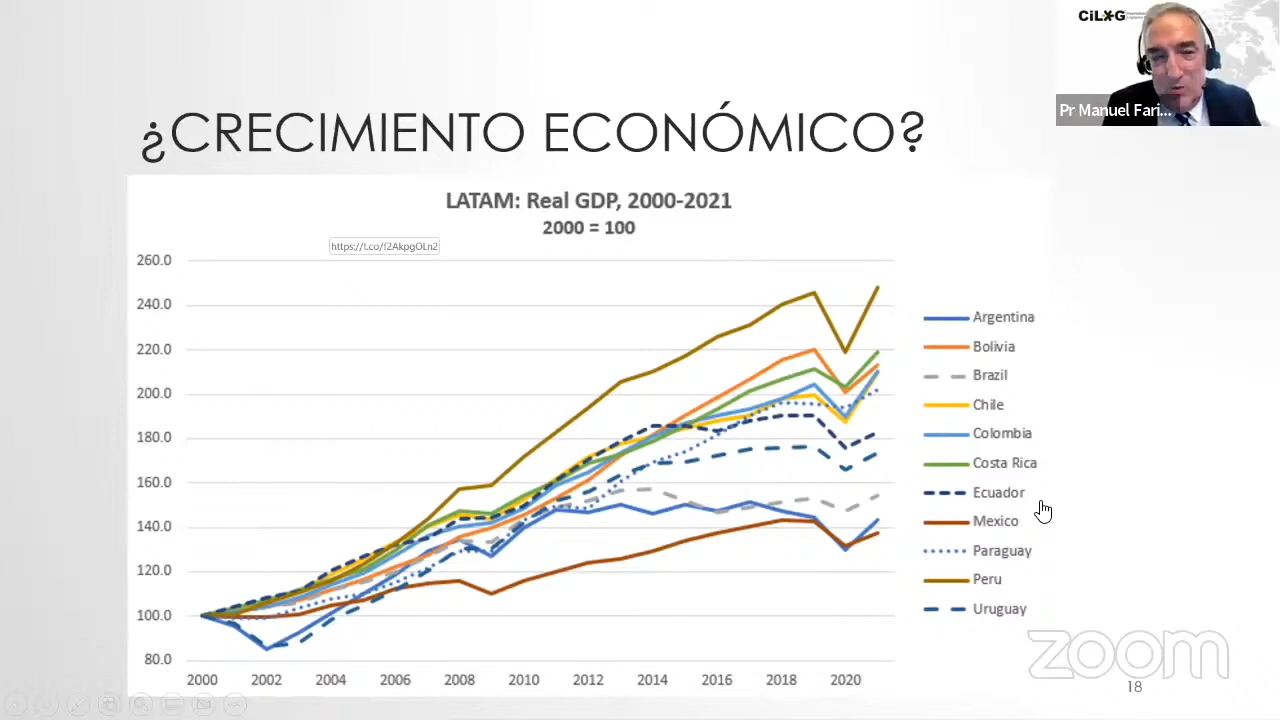 CiLOG
Pr Manuel Fari...
¿CRECIMIENTO ECONÓMICO?
LATAM: Real GDP, 2000-2021
2000 = 100
https://t.co/f2AkpgOLn2
260.0
240.0
220.0
200.0
180.0
160.0
140.0
120.0
100.0
80.0
2000 2002 2004 2006 2008 2010 2012 2014 2016 2018 2020
Argentina
Bolivia
Brazil
Chile
Colombia
Costa Rica
Ecuador
Mexico
Paraguay
Peru
Uruguay
zoom
18